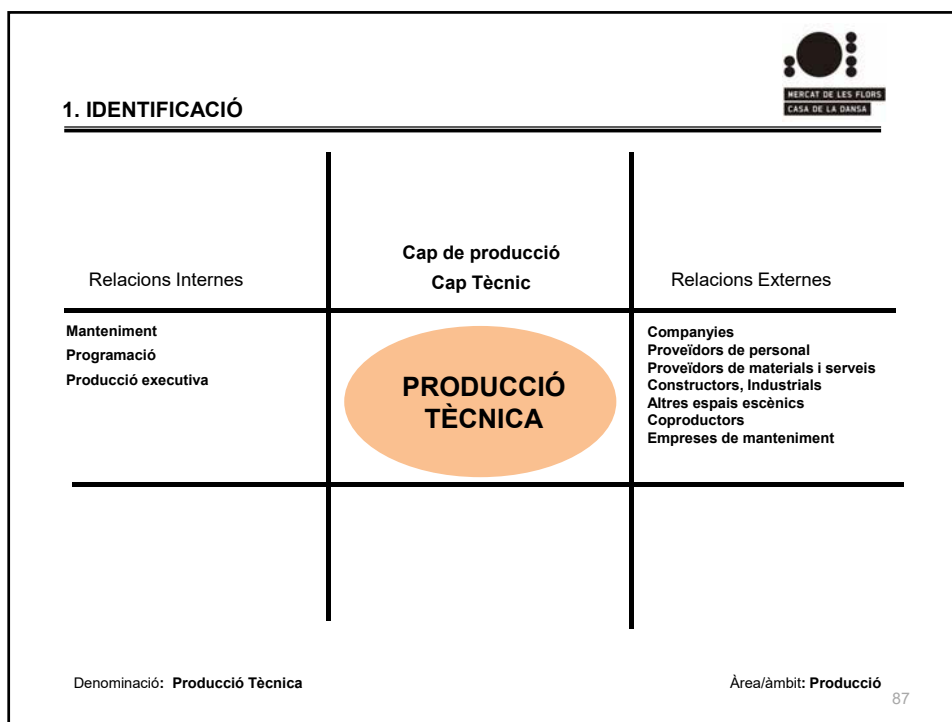 MERCAT DE LES FLORS
CASA DE LA DANSA
1. IDENTIFICACIÓ
Relacions Internes
Cap de producció
Cap Tècnic
Relacions Externes
Manteniment
Programació
Producció executiva
PRODUCCIÓ
TÈCNICA
Companyies
Proveïdors de personal
Proveïdors de materials i serveis
Constructors, Industrials
Altres espais escènics
Coproductors
Empreses de manteniment
Denominació: Producció Tècnica
Àrea/àmbit: Producció
87